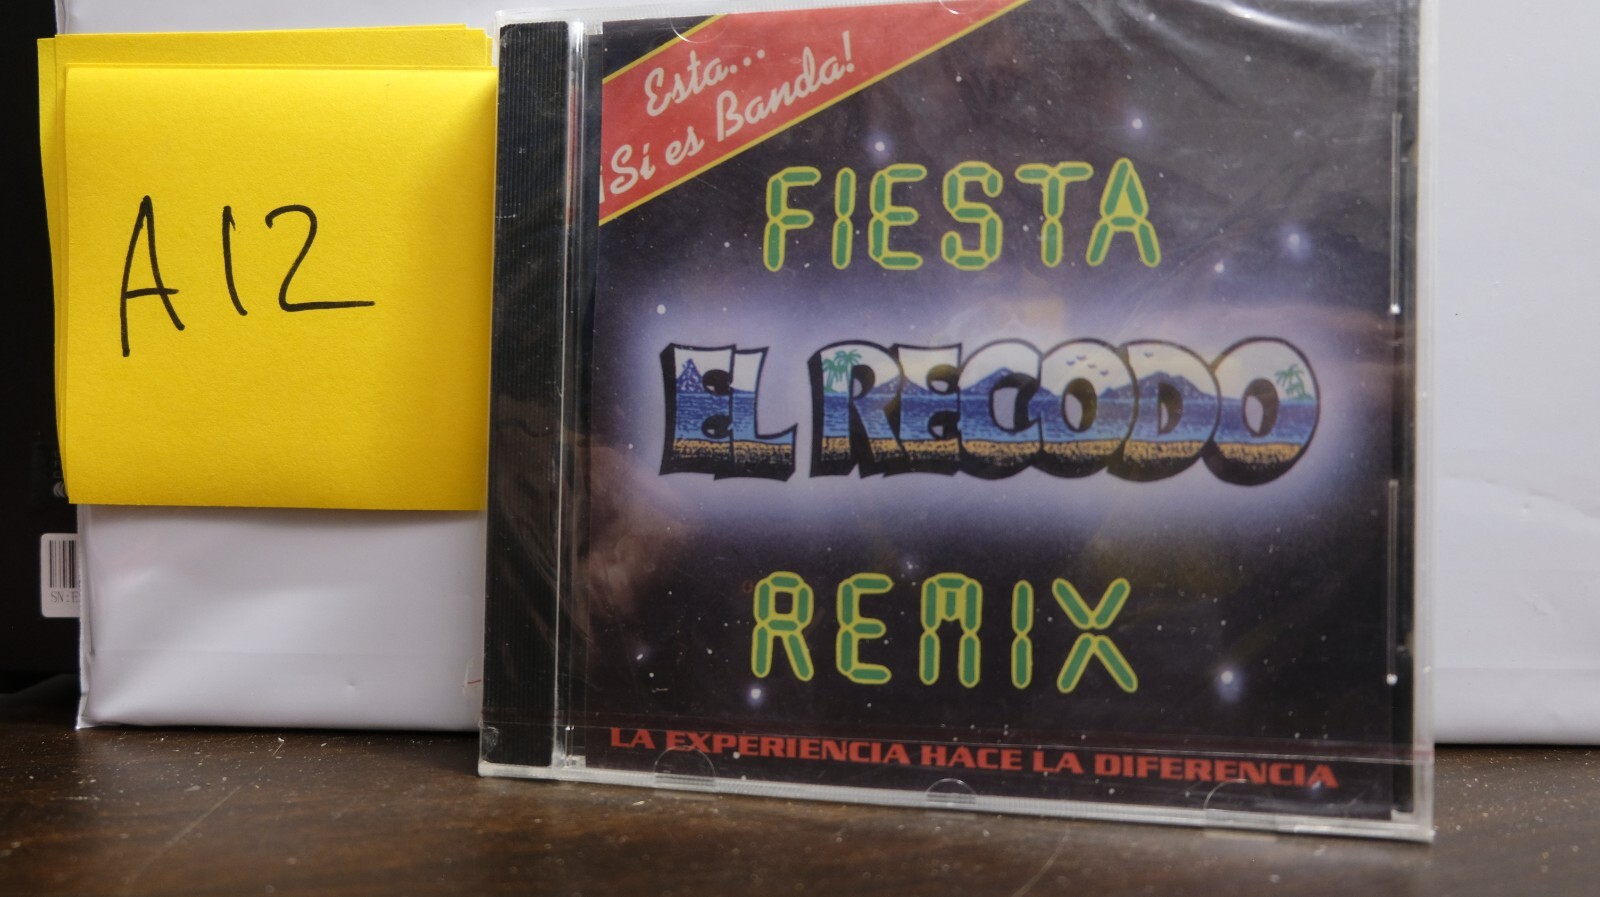 A12
Esta...
¡Sí es Banda!
FIESTA
EL RECODO
REMIX
LA EXPERIENCIA HACE LA DIFERENCIA